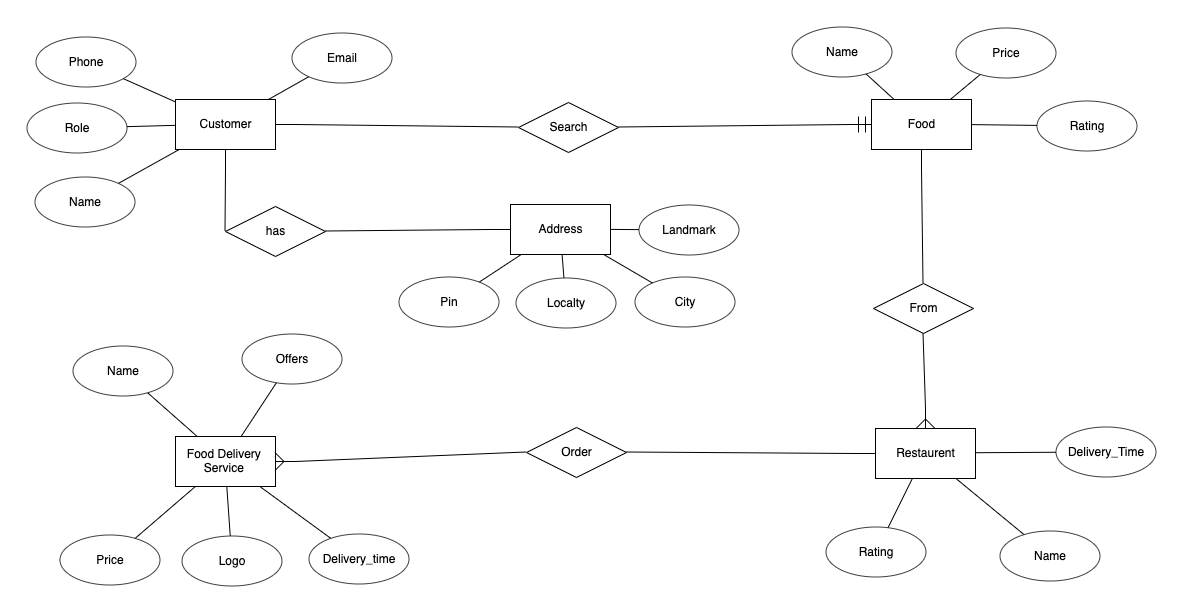 Phone
Email
Name
Price
Role
Customer
Search
Food
Rating
Name
has
Address
Landmark
Pin
Localty
City
From
Name
Offers
Food Delivery
Service
Order
Restaurent
Delivery_Time
Price
Logo
Delivery_time
Rating
Name